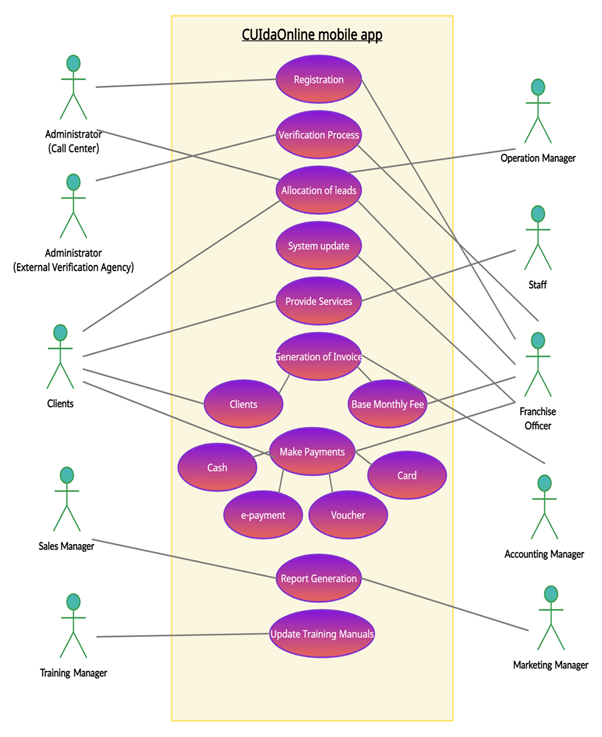 CUIdaOnline mobile app
Registration
Administrator
(Call Center)
Verification Process
Operation Manager
Allocation of leads
Administrator
(External Verification Agency)
System update
Staff
Provide Services
Generation of Invoice
Clients
Clients
Base Monthly Fee
Franchise
Officer
Make Payments
Cash
Card
e-payment
Voucher
Sales Manager
Accounting Manager
Report Generation
Update Training Manuals
Training Manager
Marketing Manager